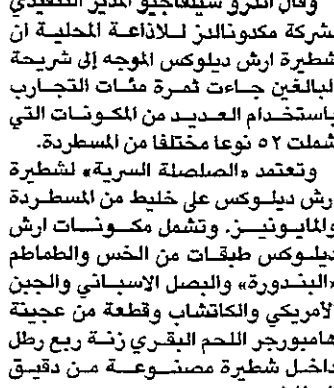 وقال اندرو سيلفاجيو المدير التنفيذي
شركة مكدونالدز للاذاعة المحلية ان
شطيرة ارش ديلوكس الموجه إلى شريحة
البالغين جاءت ثمرة مئات التجارب
باستخدام العديد من المكونات التي
شملت ٥٢ نوعا مختلفا من المسطردة.
وتعتمد «الصلصلة السرية» لشطيرة
ارش ديلوكس على خليط من المسطردة
والمايونيز. وتشمل مكونات ارش
ديلوكس طبقات من الخس والطماطم
«البندورة» والبصل الاسباني والجبن
الأمريكي والكاتشاب وقطعة من عجينة
هامبورجر اللحم البقري زنة ربع رطل
داخل شطيرة مصنوعة من دقيق